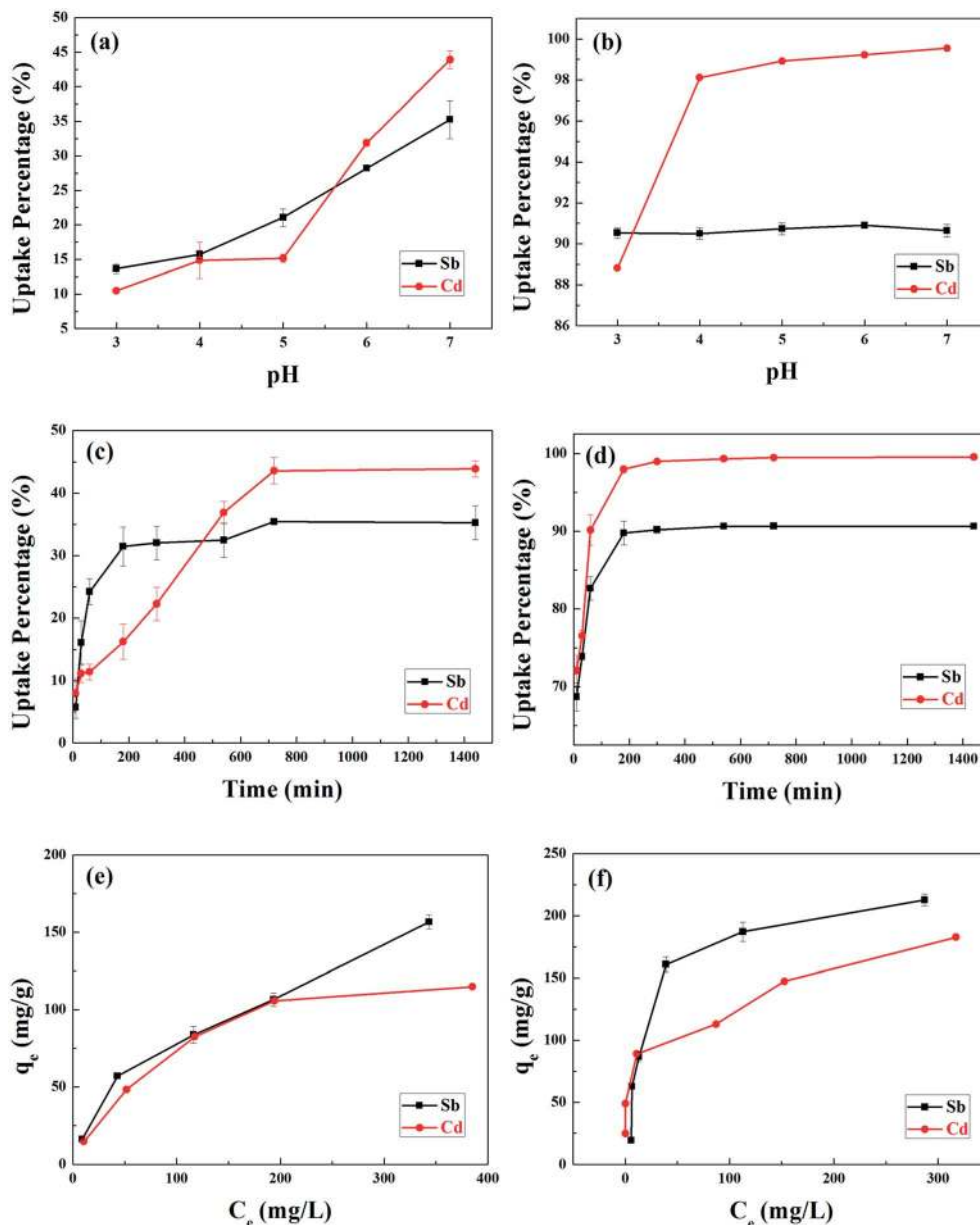 (a)
Uptake Percentage (%)
50
45
40
35
30
25
20
15
10
5
Sb
Cd
3 4 5 6 7
pH
(b)
Uptake Percentage (%)
100
98
96
94
92
90
88
86
Sb
Cd
3 4 5 6 7
pH
(c)
Uptake Percentage (%)
50
40
30
20
10
0
Sb
Cd
0 200 400 600 800 1000 1200 1400
Time (min)
(d)
Uptake Percentage (%)
100
90
80
70
Sb
Cd
0 200 400 600 800 1000 1200 1400
Time (min)
(e)
qe (mg/g)
200
150
100
50
0
Sb
Cd
0 100 200 300 400
Ce (mg/L)
(f)
qe (mg/g)
250
200
150
100
50
0
Sb
Cd
0 100 200 300
Ce (mg/L)